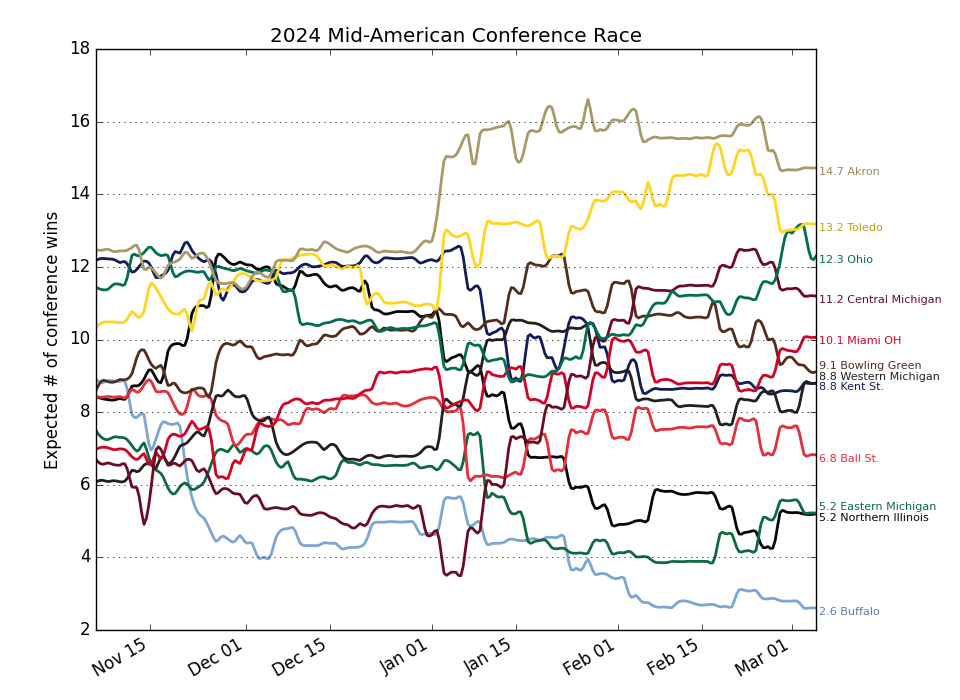 2024 Mid-American Conference Race
Expected # of conference wins
18
16
14
12
10
8
6
4
2
14.7 Akron
13.2 Toledo
12.3 Ohio
11.2 Central Michigan
10.1 Miami OH
9.1 Bowling Green
8.8 Western Michigan
8.8 Kent St.
6.8 Ball St.
5.2 Eastern Michigan
5.2 Northern Illinois
2.6 Buffalo
Nov 15
Dec 01
Dec 15
Jan 01
Jan 15
Feb 01
Feb 15
Mar 01